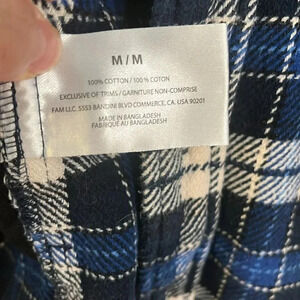 M / M
100% COTTON / 100% COTON
EXCLUSIVE OF TRIMS / GARNITURE NON-COMPRISE
FAM LLC. 5553 BANDINI BLVD COMMERCE, CA. USA 90201
MADE IN BANGLADESH
FABRIQUÉ AU BANGLADESH